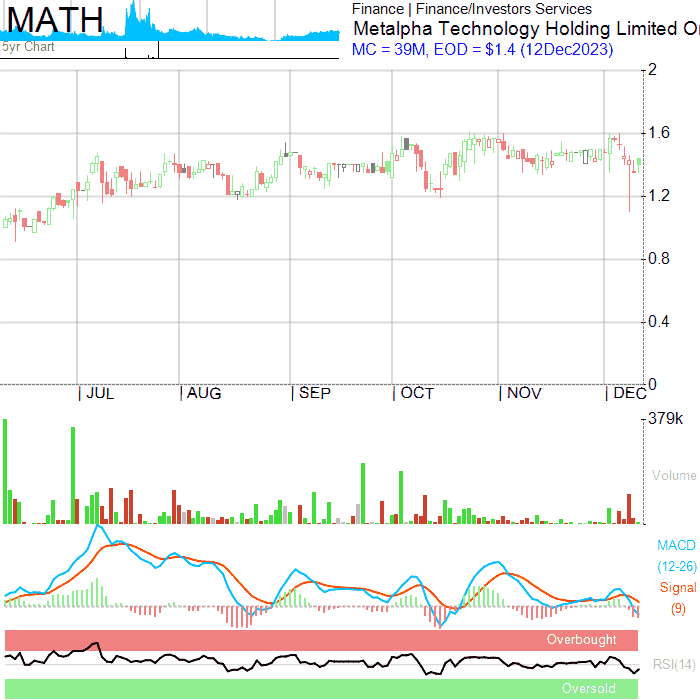 MATH
5yr Chart
Finance | Finance/Investors Services
Metalpha Technology Holding Limited Or
MC = 39M, EOD = $1.4 (12Dec2023)
2
1.6
1.2
0.8
0.4
0
|JUL |AUG |SEP |OCT |NOV |DEC
379k
Volume
MACD
(12-26)
Signal
(9)
Overbought
RSI(14)
Oversold